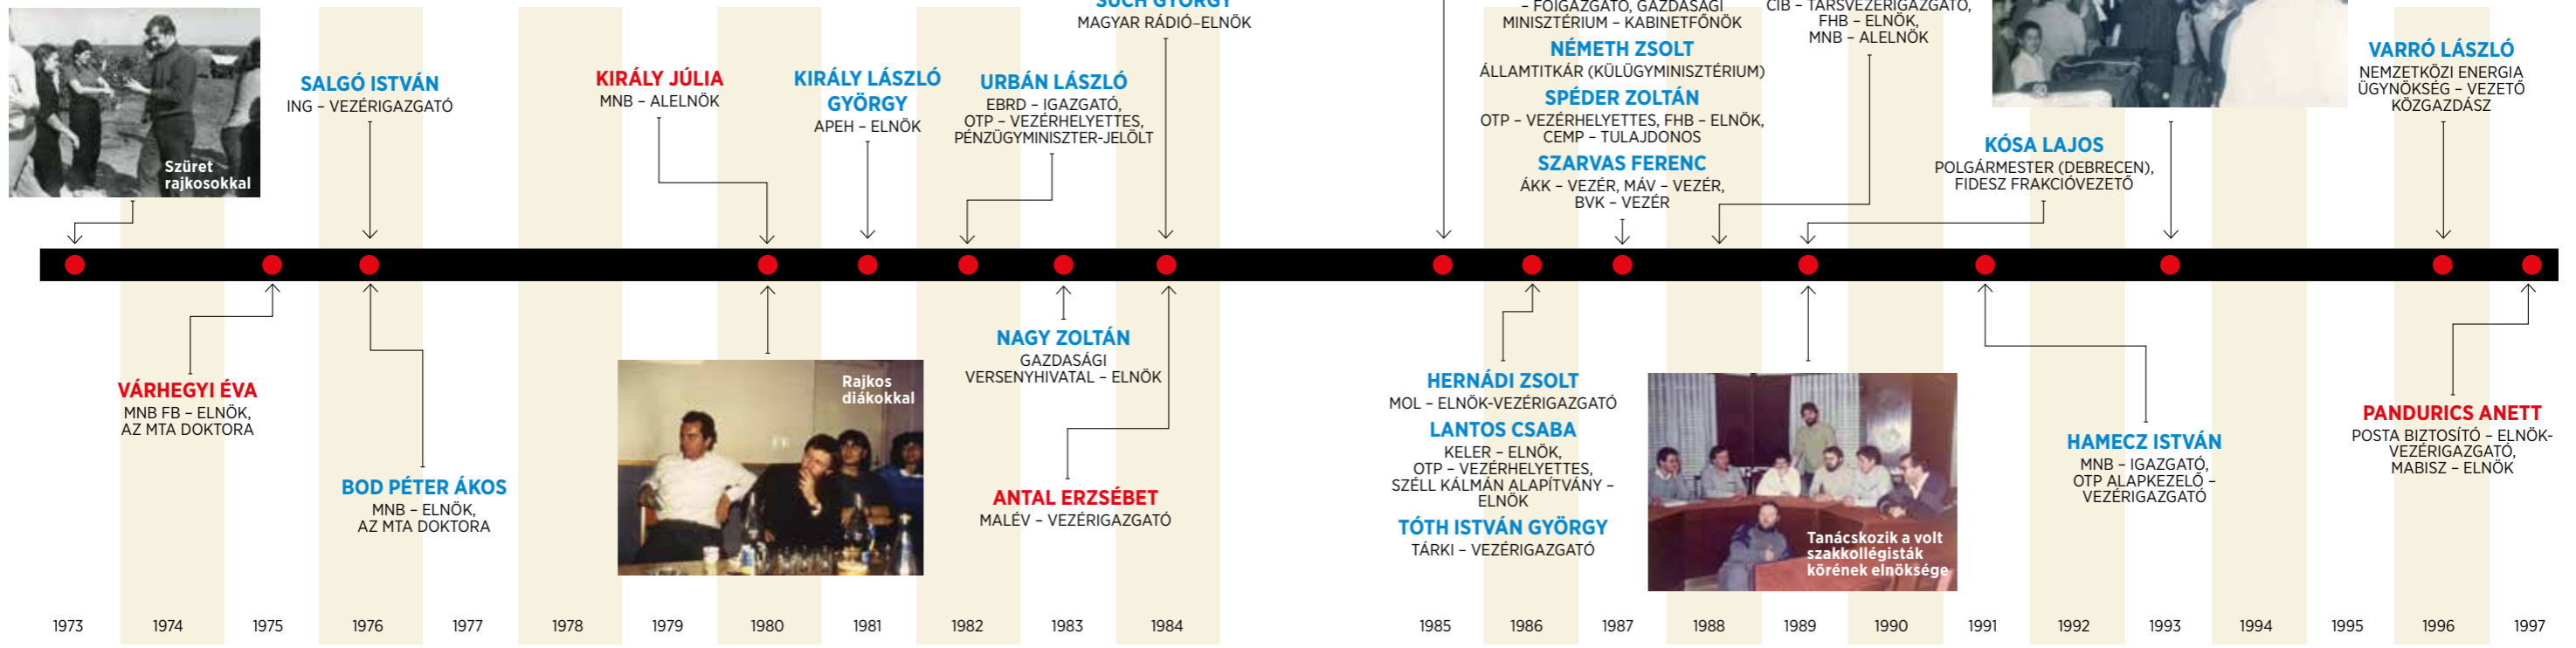 SUCH GYÖRGY
MAGYAR RÁDIÓ–ELNÖK
– FŐIGAZGATÓ, GAZDASÁGI
MINISZTÉRIUM – KABINETFŐNÖK
NÉMETH ZSOLT
ÁLLAMTITKÁR (KÜLÜGYMINISZTÉRIUM)
SPÉDER ZOLTÁN
OTP – VEZÉRHELYETTES, FHB – ELNÖK,
CEMP – TULAJDONOS
SZARVAS FERENC
ÁKK – VEZÉR, MÁV – VEZÉR,
BVK – VEZÉR
CIB – TÁRSVEZÉRIGAZGATÓ,
FHB – ELNÖK,
MNB – ALELNÖK
VARRÓ LÁSZLÓ
NEMZETKÖZI ENERGIA
ÜGYNÖKSÉG – VEZETŐ
KÖZGAZDÁSZ
KÓSA LAJOS
POLGÁRMESTER (DEBRECEN),
FIDESZ FRAKCIÓVEZETŐ
Szüret
rajkosokkal
SALGÓ ISTVÁN
ING – VEZÉRIGAZGATÓ
KIRÁLY JÚLIA
MNB – ALELNÖK
KIRÁLY LÁSZLÓ
GYÖRGY
APEH – ELNÖK
URBÁN LÁSZLÓ
EBRD – IGAZGATÓ,
OTP – VEZÉRHELYETTES,
PÉNZÜGYMINISZTER-JELÖLT
VÁRHEGYI ÉVA
MNB FB – ELNÖK,
AZ MTA DOKTORA
BOD PÉTER ÁKOS
MNB – ELNÖK,
AZ MTA DOKTORA
Rajkos
diákokkal
NAGY ZOLTÁN
GAZDASÁGI
VERSENYHIVATAL – ELNÖK
ANTAL ERZSÉBET
MALÉV – VEZÉRIGAZGATÓ
HERNÁDI ZSOLT
MOL – ELNÖK-VEZÉRIGAZGATÓ
LANTOS CSABA
KELER – ELNÖK,
OTP – VEZÉRHELYETTES,
SZÉLL KÁLMÁN ALAPÍTVÁNY –
ELNÖK
TÓTH ISTVÁN GYÖRGY
TÁRKI – VEZÉRIGAZGATÓ
Tanácskozik a volt
szakkollégisták
körének elnöksége
HAMECZ ISTVÁN
MNB – IGAZGATÓ,
OTP ALAPKEZELŐ –
VEZÉRIGAZGATÓ
PANDURICS ANETT
POSTA BIZTOSÍTÓ – ELNÖK-
VEZÉRIGAZGATÓ,
MABISZ – ELNÖK
1973 1974 1975 1976 1977 1978 1979 1980 1981 1982 1983 1984 1985 1986 1987 1988 1989 1990 1991 1992 1993 1994 1995 1996 1997